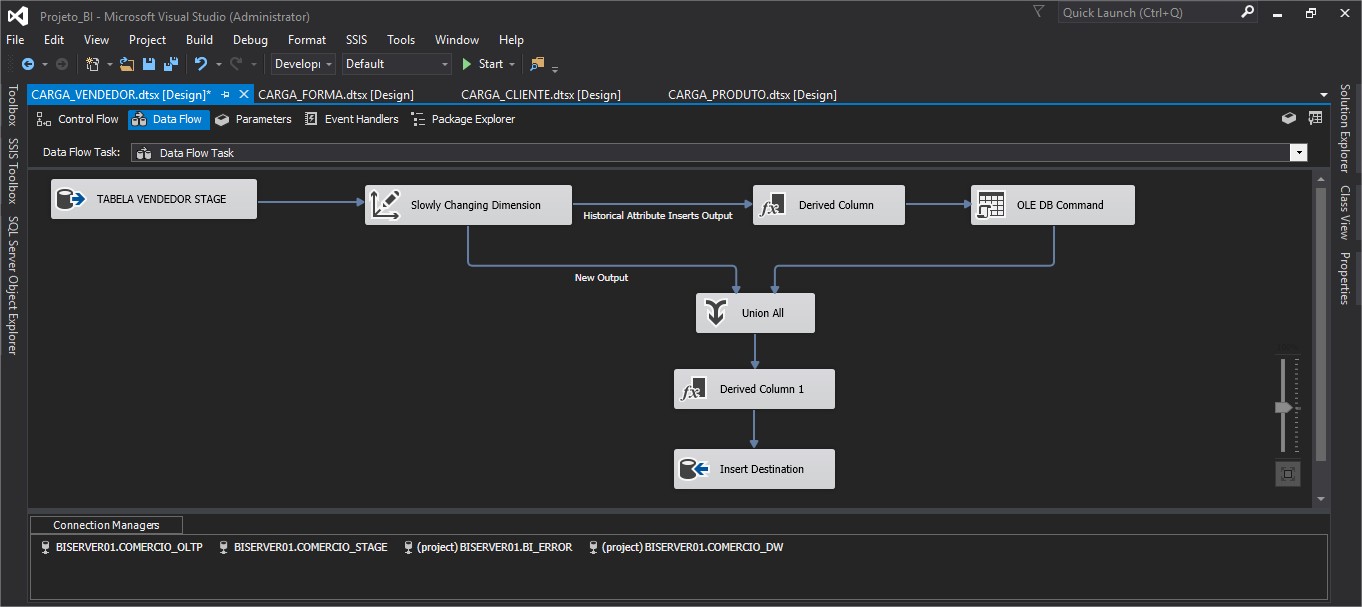 Projeto_BI - Microsoft Visual Studio (Administrator)
Quick Launch (Ctrl+Q)
File Edit View Project Build Debug Format SSIS Tools Window Help
Developi Default Start
CARGA_VENDEDOR.dtsx [Design]* CARGA_FORMA.dtsx [Design] CARGA_CLIENTE.dtsx [Design] CARGA_PRODUTO.dtsx [Design]
Control Flow Data Flow Parameters Event Handlers Package Explorer
Data Flow Task: Data Flow Task
Toolbox
SSIS Toolbox
SQL Server Object Explorer
TABELA VENDEDOR STAGE
Slowly Changing Dimension
Historical Attribute Inserts Output
fx Derived Column
OLE DB Command
New Output
Union All
fx Derived Column 1
Insert Destination
Solution Explorer
Class View
Properties
Connection Managers
BISERVER01.COMERCIO_OLTP BISERVER01.COMERCIO_STAGE (project) BISERVER01.BI_ERROR (project) BISERVER01.COMERCIO_DW